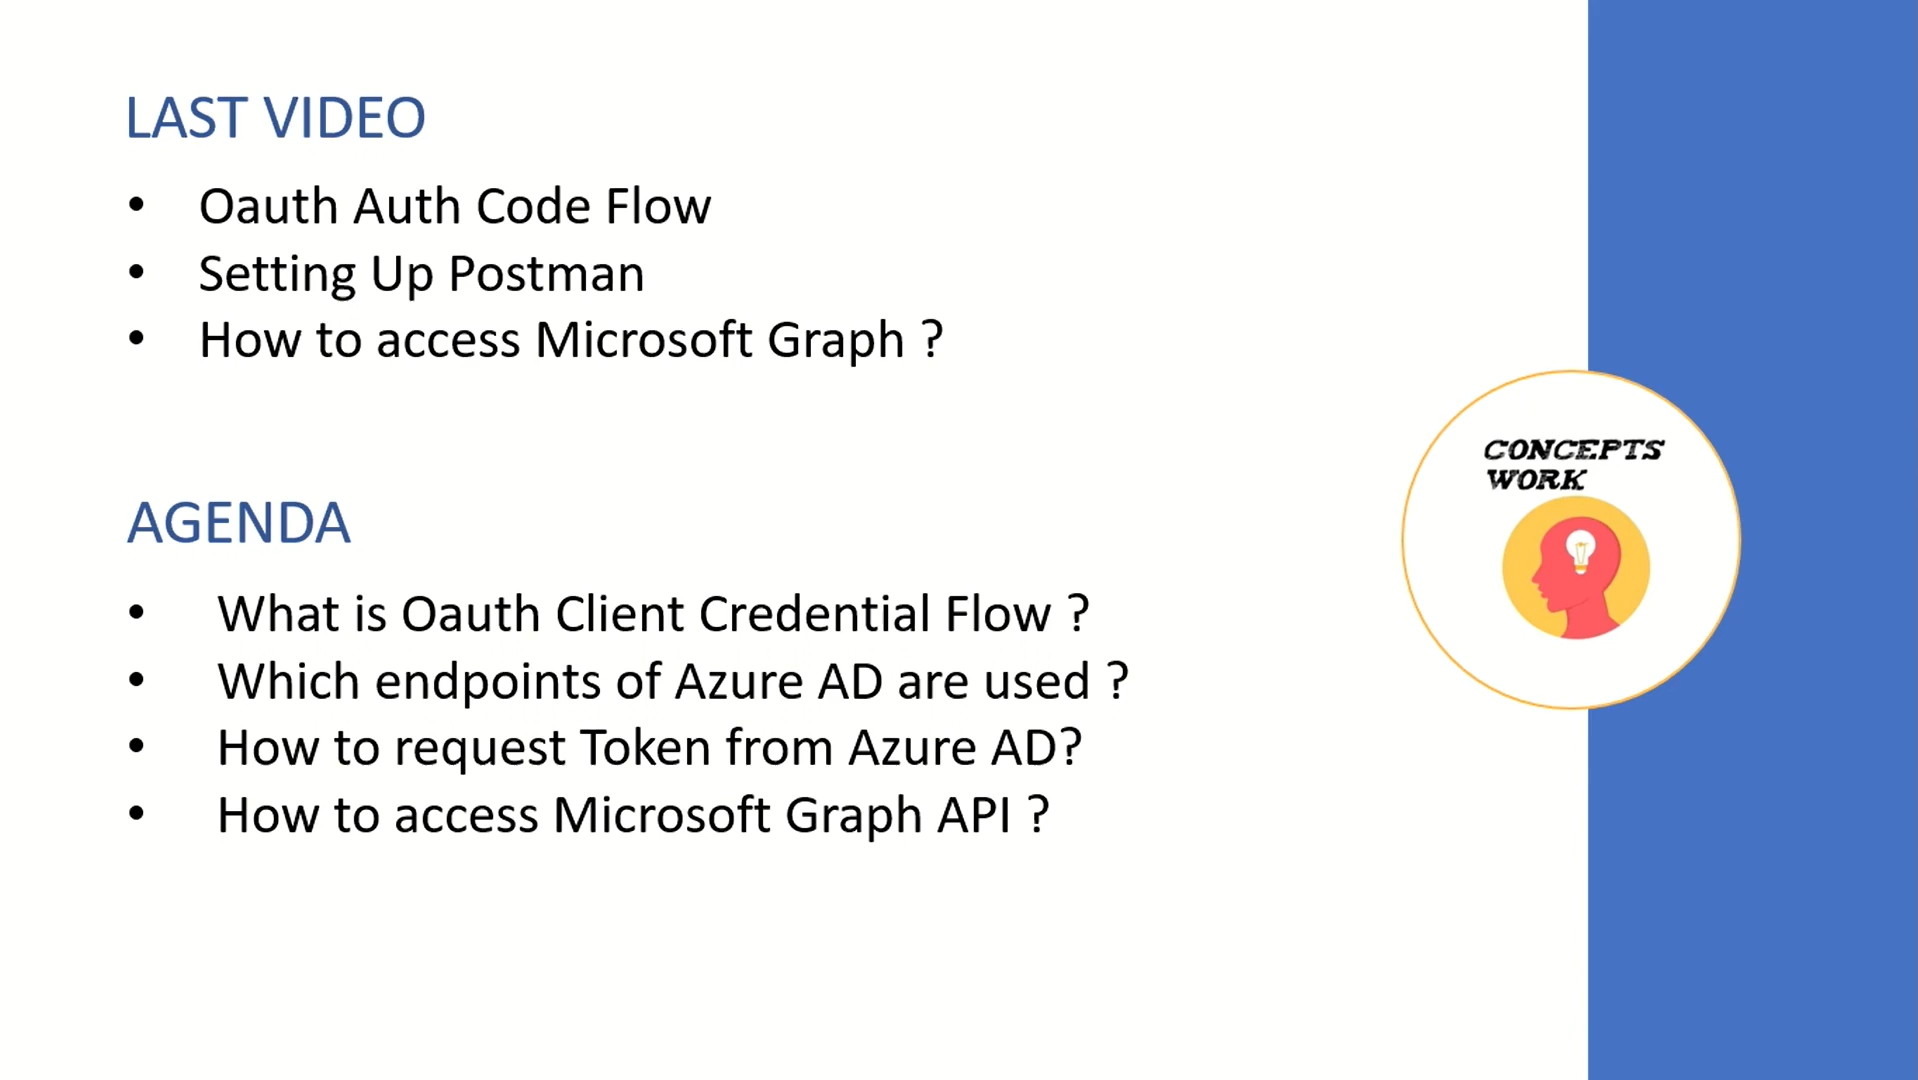 LAST VIDEO
• Oauth Auth Code Flow
• Setting Up Postman
• How to access Microsoft Graph ?
AGENDA
• What is Oauth Client Credential Flow ?
• Which endpoints of Azure AD are used ?
• How to request Token from Azure AD?
• How to access Microsoft Graph API ?
CONCEPTS
WORK